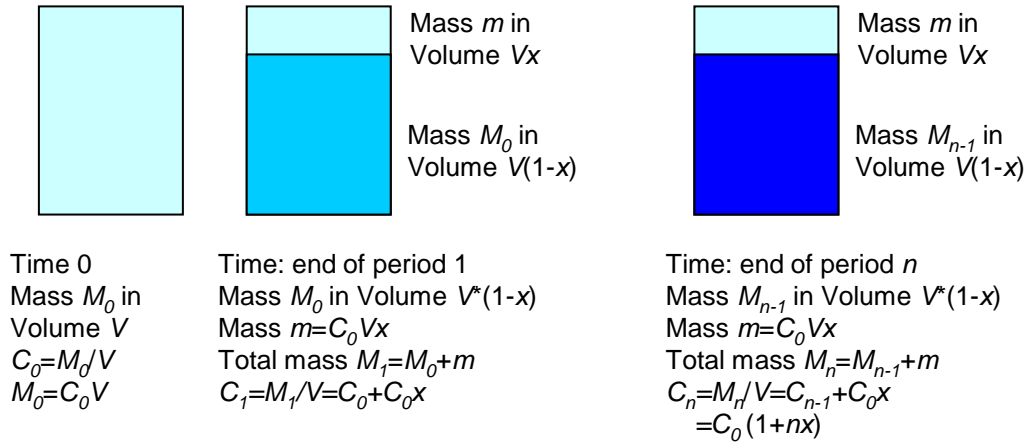 Mass m in
Volume Vx
Mass M₀ in
Volume V(1-x)
Mass m in
Volume Vx
Mass Mₙ₋₁ in
Volume V(1-x)
Time 0
Mass M₀ in
Volume V
C₀=M₀/V
M₀=C₀V
Time: end of period 1
Mass M₀ in Volume V*(1-x)
Mass m=C₀Vx
Total mass M₁=M₀+m
C₁=M₁/V=C₀+C₀x
Time: end of period n
Mass Mₙ₋₁ in Volume V*(1-x)
Mass m=C₀Vx
Total mass Mₙ=Mₙ₋₁+m
Cₙ=Mₙ/V=Cₙ₋₁+C₀x
=C₀(1+nx)